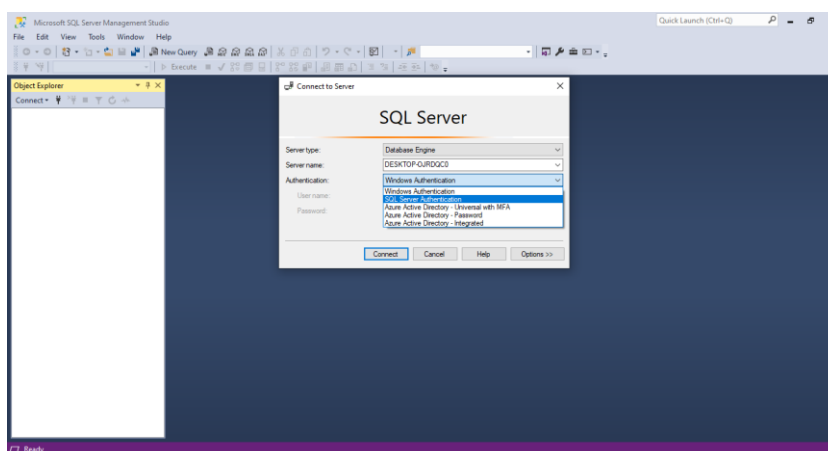 Microsoft SQL Server Management Studio
Quick Launch (Ctrl+Q)
File Edit View Tools Window Help
New Query
Execute
Object Explorer
Connect
Connect to Server
SQL Server
Server type: Database Engine
Server name: DESKTOP-0JRDQC0
Authentication: Windows Authentication
Windows Authentication
User name: SQL Server Authentication
Azure Active Directory - Universal with MFA
Password: Azure Active Directory - Password
Azure Active Directory - Integrated
Connect Cancel Help Options >>
Ready